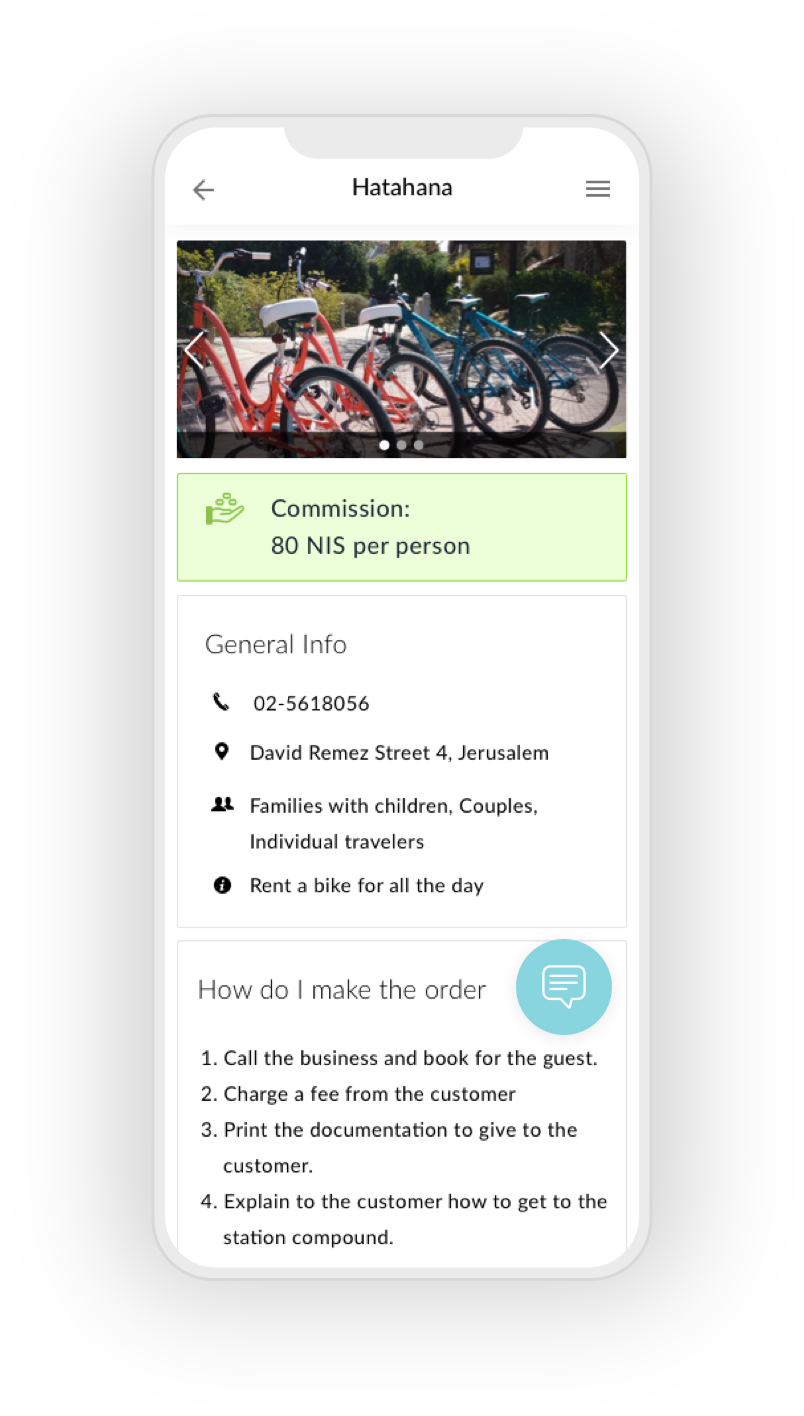 Hatahana
Commission:
80 NIS per person
General Info
02-5618056
David Remez Street 4, Jerusalem
Families with children, Couples,
Individual travelers
Rent a bike for all the day
How do I make the order
1. Call the business and book for the guest.
2. Charge a fee from the customer
3. Print the documentation to give to the
customer.
4. Explain to the customer how to get to the
station compound.